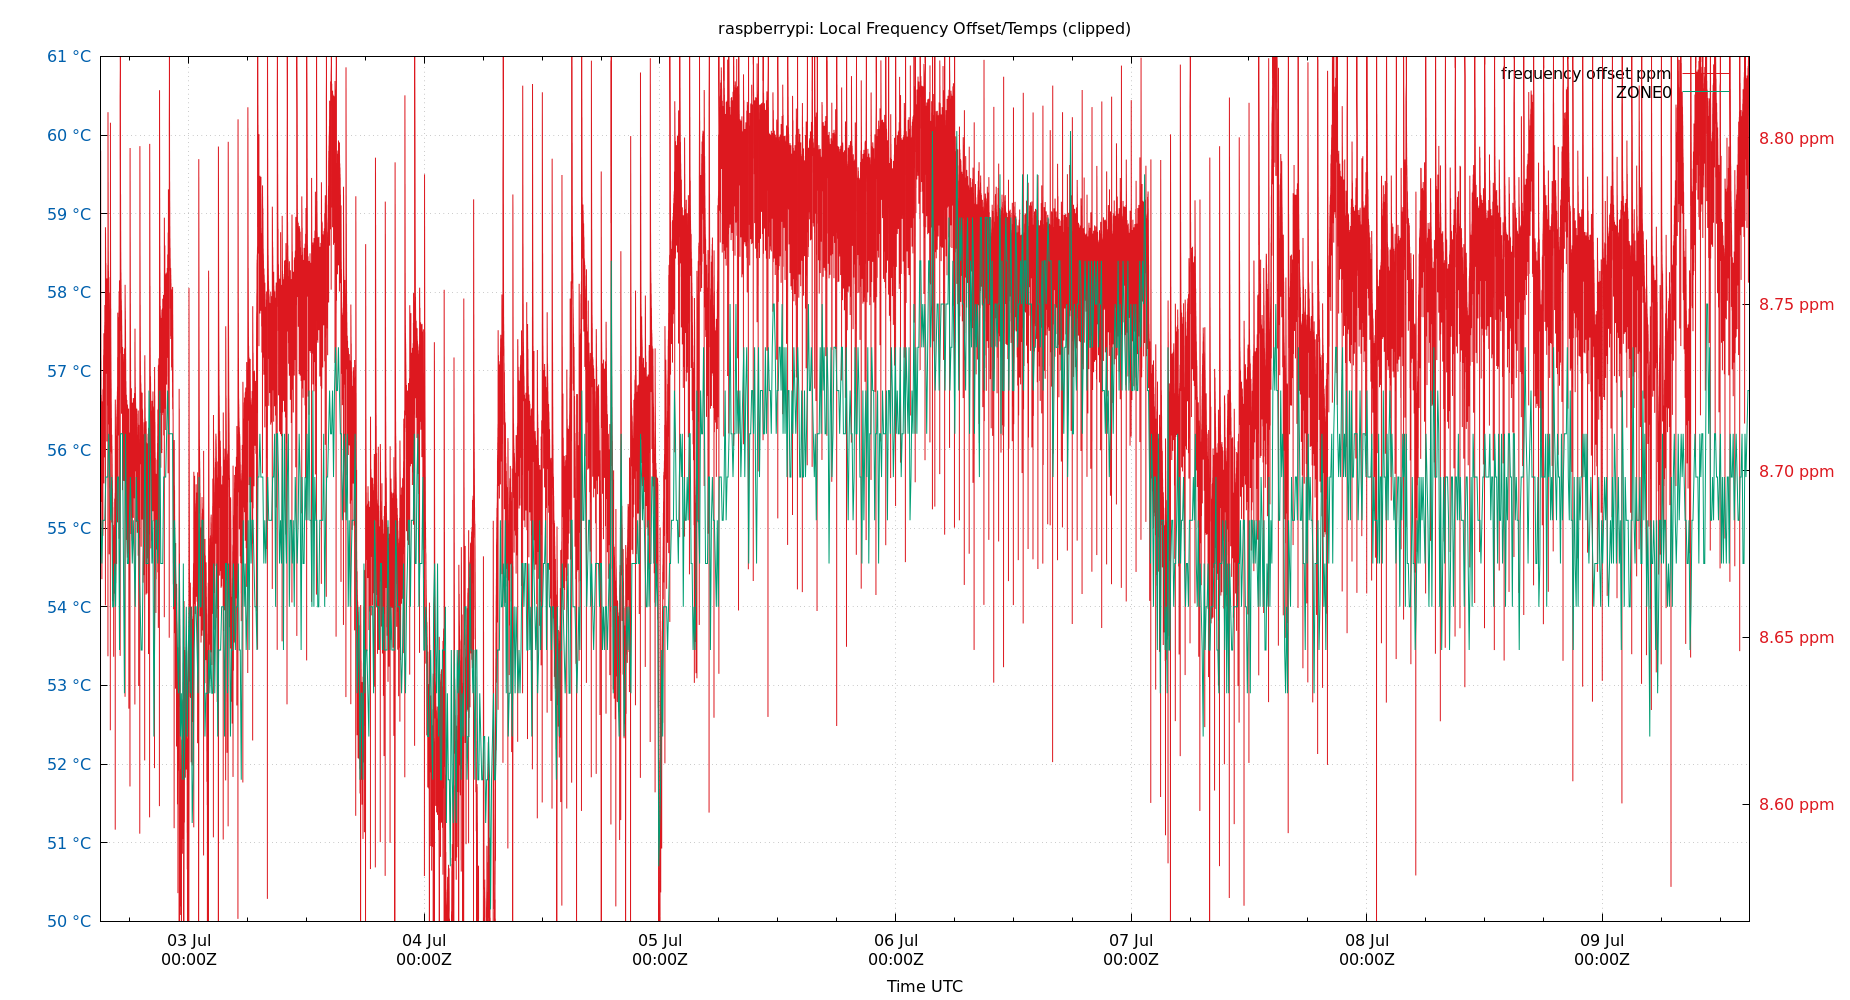 raspberrypi: Local Frequency Offset/Temps (clipped)
61 °C
60 °C
59 °C
58 °C
57 °C
56 °C
55 °C
54 °C
53 °C
52 °C
51 °C
50 °C
frequency offset ppm
ZONE0
8.80 ppm
8.75 ppm
8.70 ppm
8.65 ppm
8.60 ppm
03 Jul
00:00Z
04 Jul
00:00Z
05 Jul
00:00Z
06 Jul
00:00Z
07 Jul
00:00Z
08 Jul
00:00Z
09 Jul
00:00Z
Time UTC